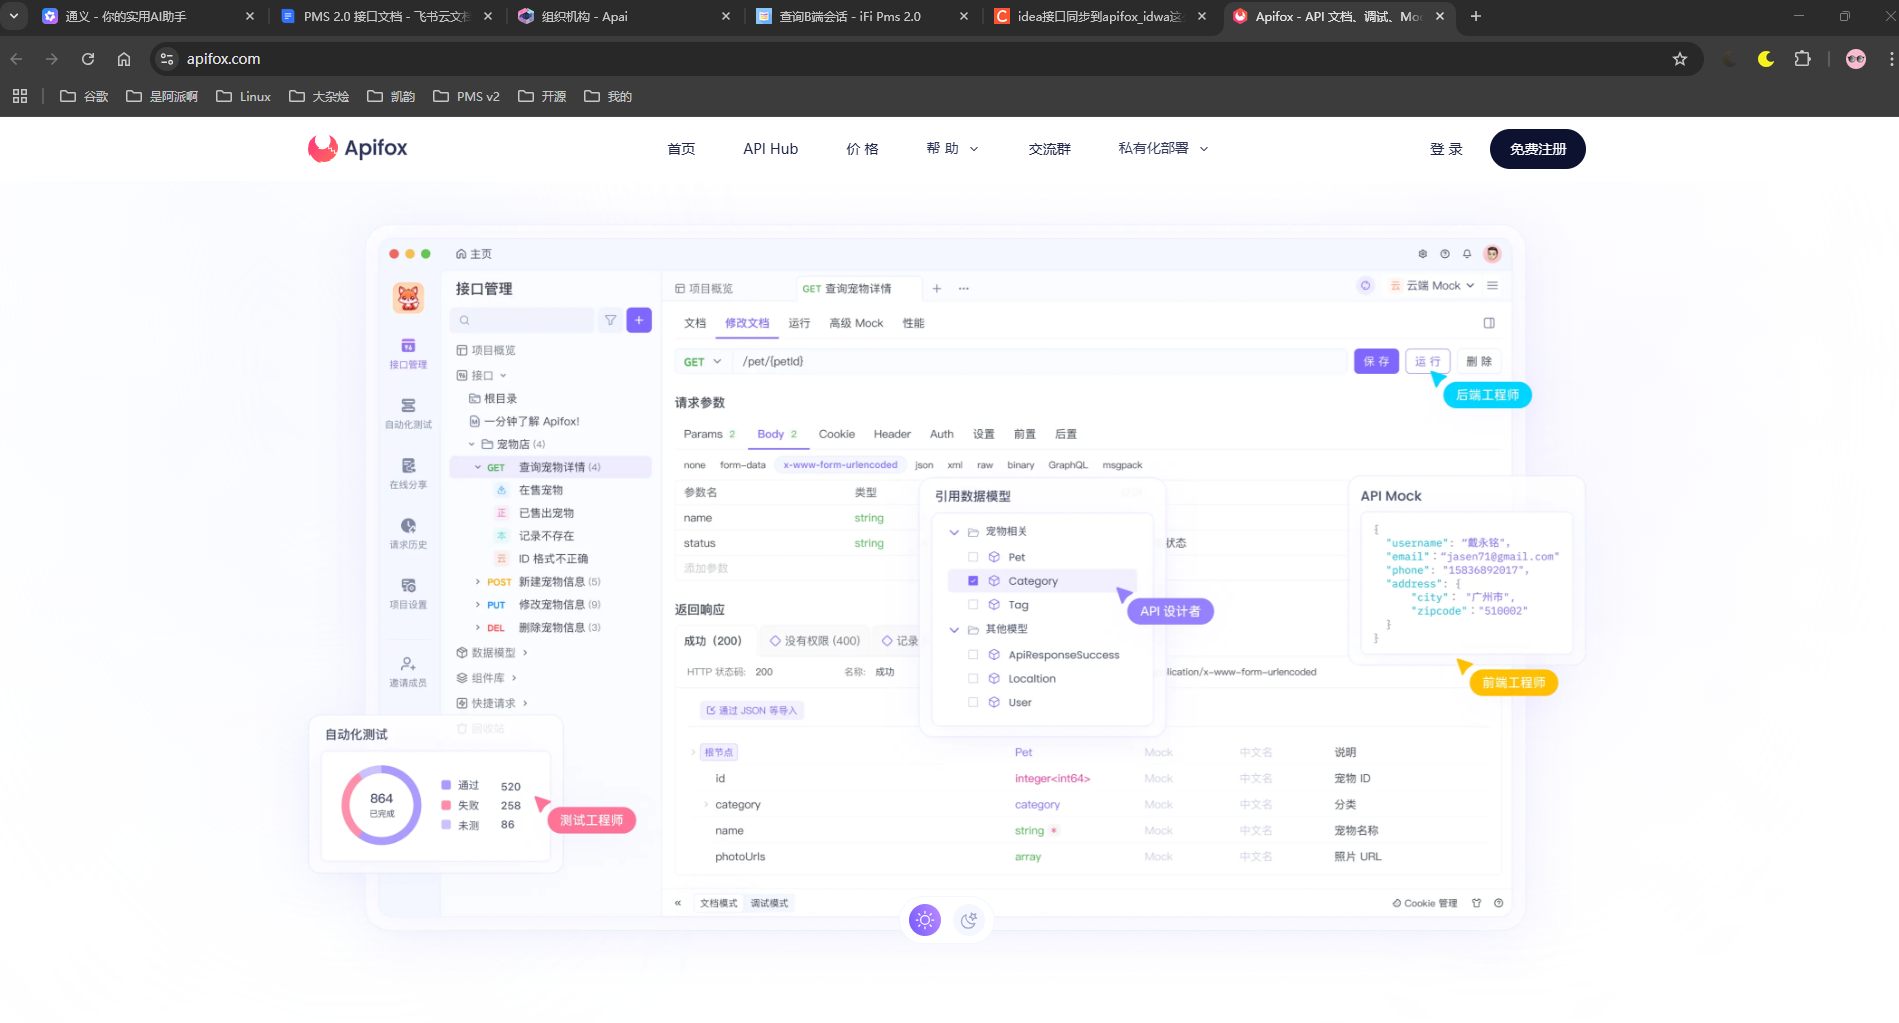 通义 - 你的实用AI助手
PMS 2.0 接口文档 - 飞书云文档
组织机构 - Apai
查询B端会话 - iFi Pms 2.0
idea接口同步到apifox_idwa这
Apifox - API 文档、调试、Moc
apifox.com
谷歌
是阿派啊
Linux
大杂烩
凯韵
PMS v2
开源
我的
Apifox
首页
API Hub
价 格
帮 助
交流群
私有化部署
登 录
免费注册
主页
接口管理
项目概览
GET 查询宠物详情
云 云端 Mock
文档
修改文档
运行
高级 Mock
性能
GET
/pet/{petId}
保 存
运 行
删 除
后端工程师
接口管理
自动化测试
在线分享
请求历史
项目设置
邀请成员
项目概览
接口
根目录
一分钟了解 Apifox!
宠物店 (4)
GET 查询宠物详情 (4)
在售宠物
正 已售出宠物
本 记录不存在
云 ID 格式不正确
POST 新建宠物信息 (5)
PUT 修改宠物信息 (9)
DEL 删除宠物信息 (3)
数据模型
组件库
快捷请求
回收站
请求参数
Params 2
Body 2
Cookie
Header
Auth
设置
前置
后置
none
form-data
x-www-form-urlencoded
json
xml
raw
binary
GraphQL
msgpack
参数名
类型
name
string
status
string
状态
添加参数
引用数据模型
宠物相关
Pet
Category
Tag
其他模型
ApiResponseSuccess
Localtion
User
API 设计者
API Mock
{
"username": "戴永铭",
"email":"jasen71@gmail.com"
"phone": "15836892017",
"address": {
"city": "广州市",
"zipcode":"510002"
}
}
前端工程师
返回响应
成功 (200)
没有权限 (400)
记录
HTTP 状态码: 200
名称: 成功
lication/x-www-form-urlencoded
通过 JSON 等导入
根节点
Pet
Mock
中文名
说明
id
integer<int64>
Mock
中文名
宠物 ID
category
category
Mock
中文名
分类
name
string *
Mock
中文名
宠物名称
photoUrls
array
Mock
中文名
照片 URL
自动化测试
864
已完成
通过 520
失败 258
未测 86
测试工程师
文档模式
调试模式
Cookie 管理